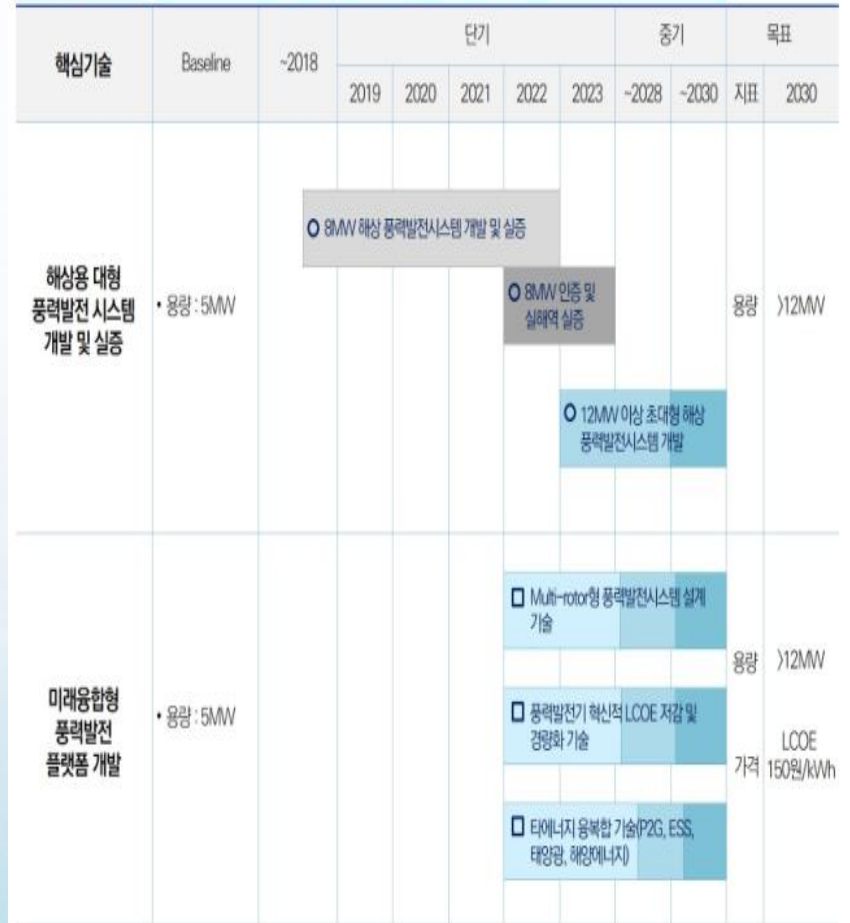 핵심기술
Baseline
~2018
단기
중기
목표
2019
2020
2021
2022
2023
~2028
~2030
지표
2030
해상용 대형
풍력발전 시스템
개발 및 실증
• 용량 : 5MW
8MW 해상 풍력발전시스템 개발 및 실증
8MW 인증 및
실해역 실증
12MW 이상 초대형 해상
풍력발전시스템 개발
용량
>12MW
미래융합형
풍력발전
플랫폼 개발
• 용량 : 5MW
Multi-rotor형 풍력발전시스템 설계
기술
풍력발전기 혁신적 LCOE 저감 및
경량화 기술
타에너지 융복합 기술(P2G, ESS,
태양광, 해양에너지)
용량
>12MW
가격
LCOE
150원/kWh